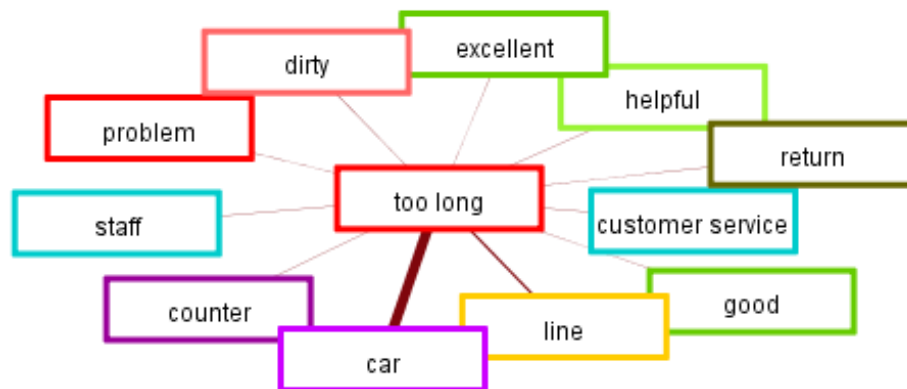 excellent
dirty
helpful
problem
return
too long
staff
customer service
counter
good
line
car